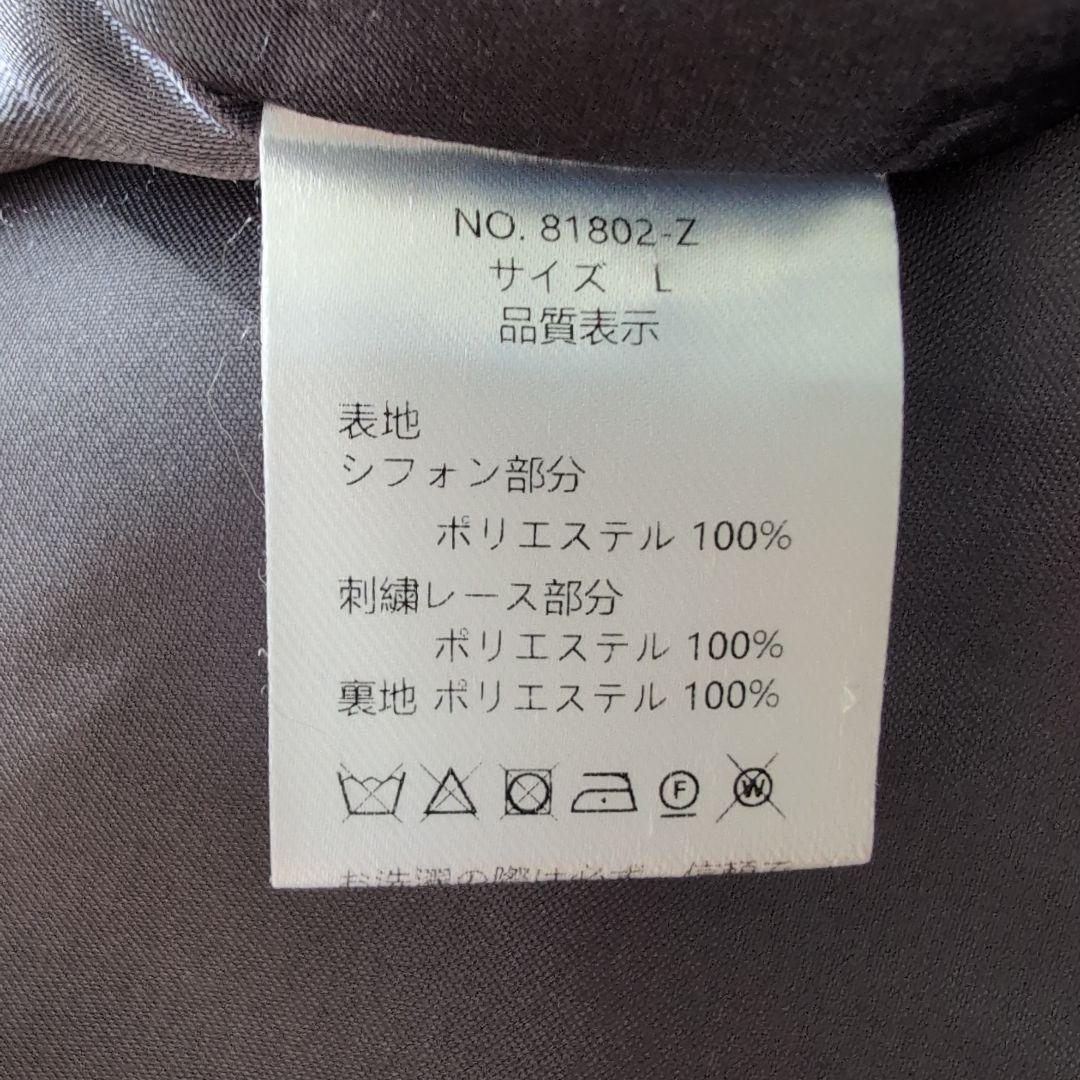 NO. 81802-Z
サイズ L
品質表示
表地
シフォン部分
ポリエステル 100%
刺繍レース部分
ポリエステル 100%
裏地 ポリエステル 100%
F
W